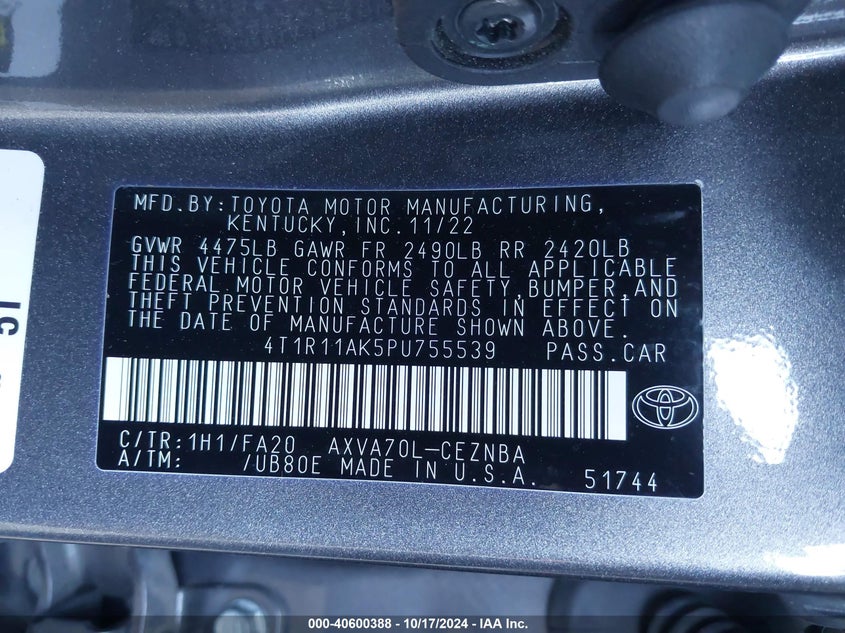 MFD.BY:TOYOTA MOTOR MANUFACTURING,
KENTUCKY, INC. 11/22
GVWR 4475LB GAWR FR 2490LB RR 2420LB
THIS VEHICLE CONFORMS TO ALL APPLICABLE
FEDERAL MOTOR VEHICLE SAFETY, BUMPER, AND
THEFT PREVENTION STANDARDS IN EFFECT ON
THE DATE OF MANUFACTURE SHOWN ABOVE.
4T1R11AK5PU755539 PASS.CAR
C/TR:1H1/FA20 AXVA70L-CEZNBA
A/TM: /UB80E MADE IN U.S.A. 51744
000-40600388 - 10/17/2024 - IAA Inc.